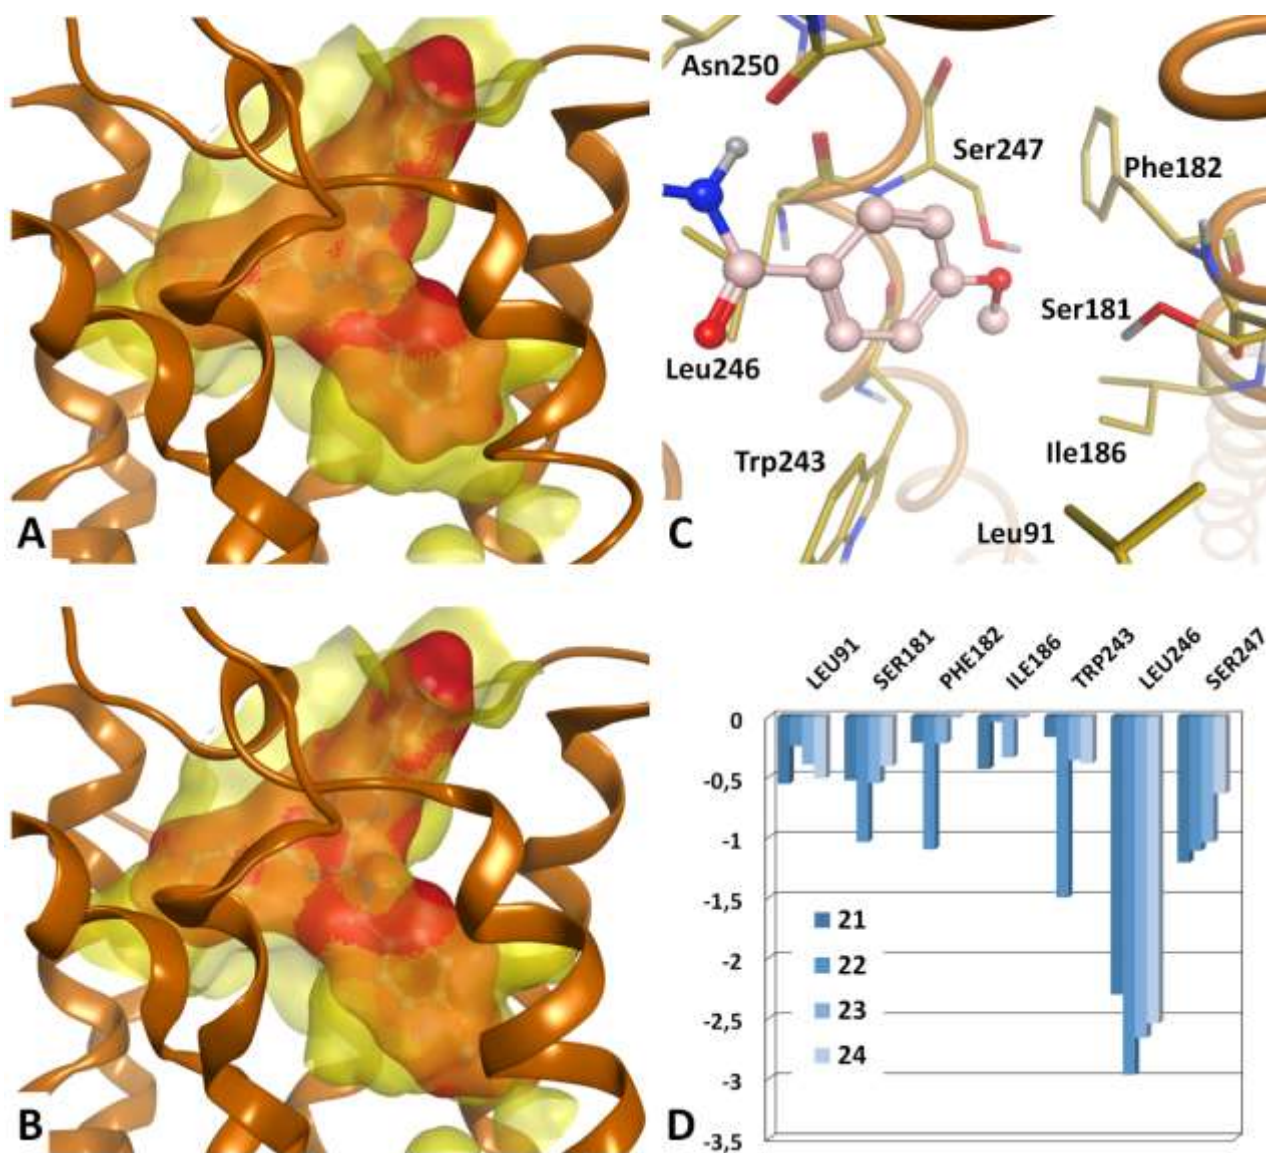 A
Asn250
Ser247
Phe182
Ser181
Leu246
Ile186
Trp243
Leu91
C
B
LEU91
SER181
PHE182
ILE186
TRP243
LEU246
SER247
0
-0,5
-1
-1,5
-2
-2,5
-3
-3,5
21
22
23
24
D